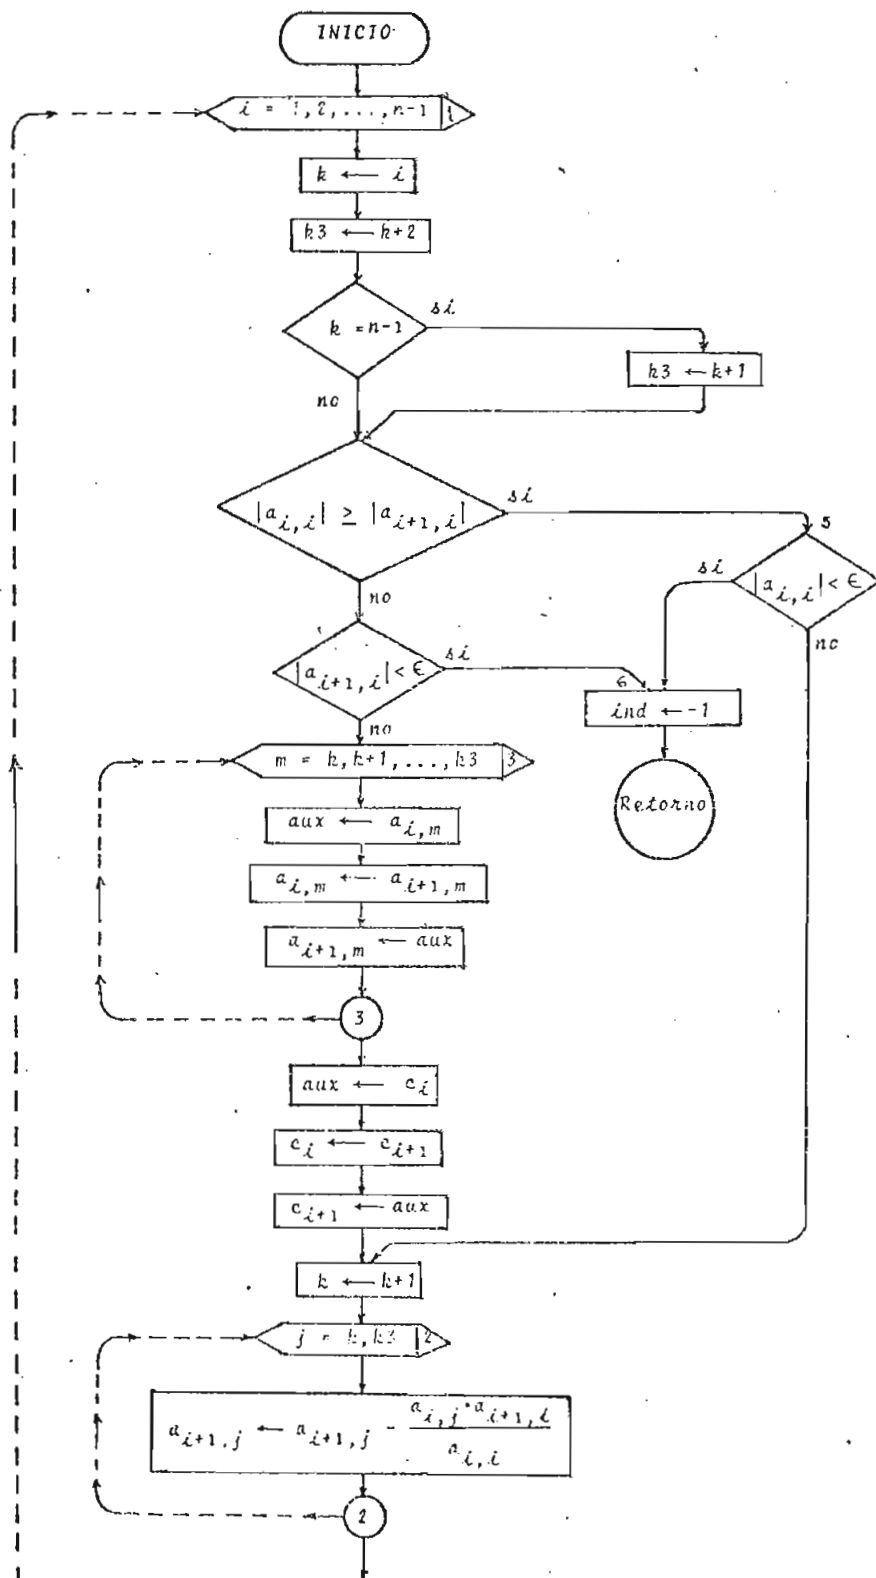 INICIO
i = 1, 2, ..., n-1 1
k ← i
k3 ← k+2
k = n-1
si
k3 ← k+1
no
|a i,i| ≥ |a i+1,i|
si
5
|a i,i| < ϵ
si
no
no
|a i+1,i| < ϵ
si
6
ind ← -1
no
m = k, k+1, ..., k3 3
Retorno
aux ← a i,m
a i,m ← a i+1,m
a i+1,m ← aux
3
aux ← c i
c i ← c i+1
c i+1 ← aux
k ← k+1
j = k, k3 2
a i+1,j ← a i+1,j - a i,j · a i+1,i
a i,i
2